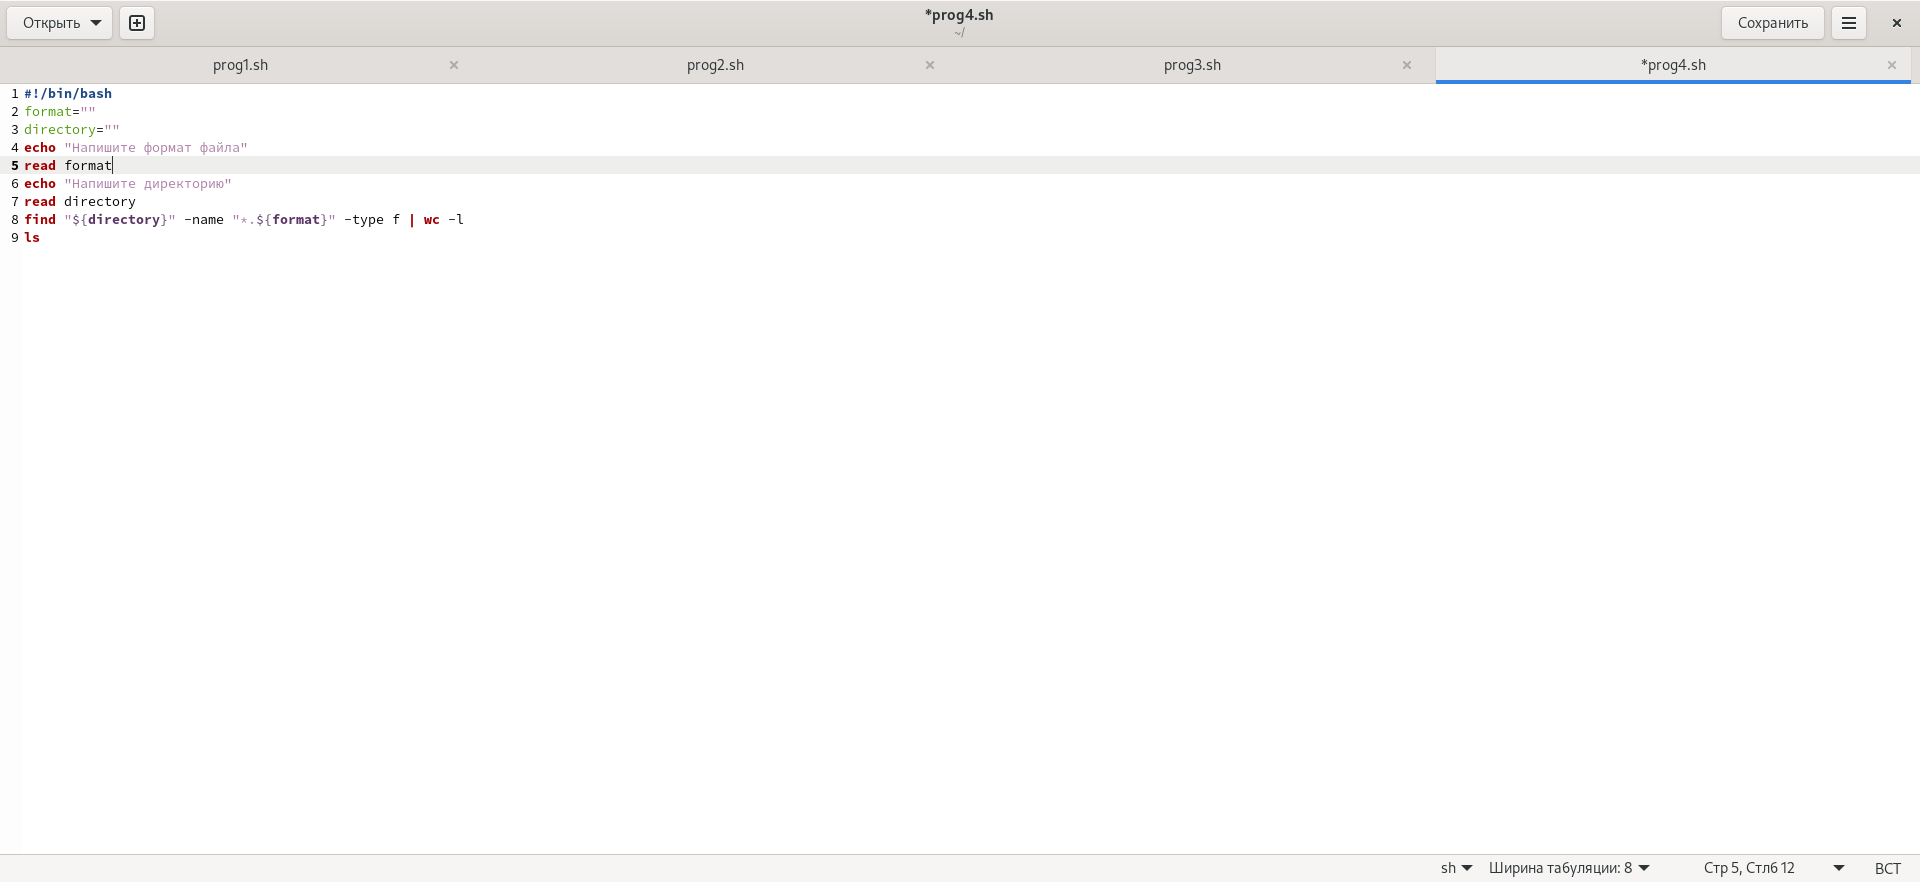 Открыть
*prog4.sh
~/
Сохранить
prog1.sh
prog2.sh
prog3.sh
*prog4.sh
1 #!/bin/bash
2 format=""
3 directory=""
4 echo "Напишите формат файла"
5 read format
6 echo "Напишите директорию"
7 read directory
8 find "${directory}" -name "*.${format}" -type f | wc -l
9 ls
sh Ширина табуляции: 8 Стр 5, Стлб 12 ВСТ